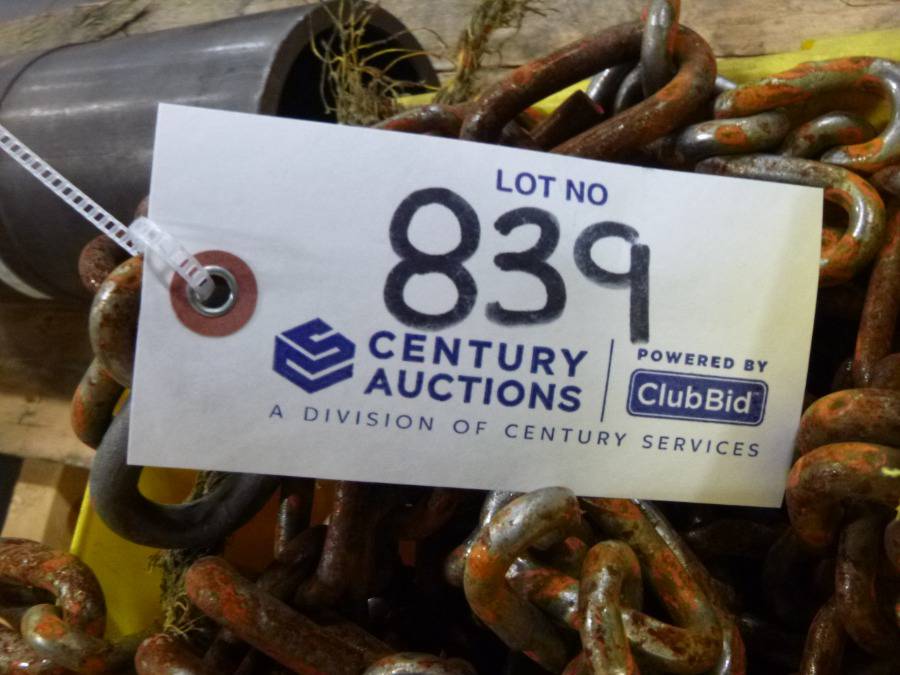 LOT NO
839
CENTURY AUCTIONS
A DIVISION OF CENTURY SERVICES
POWERED BY
ClubBid